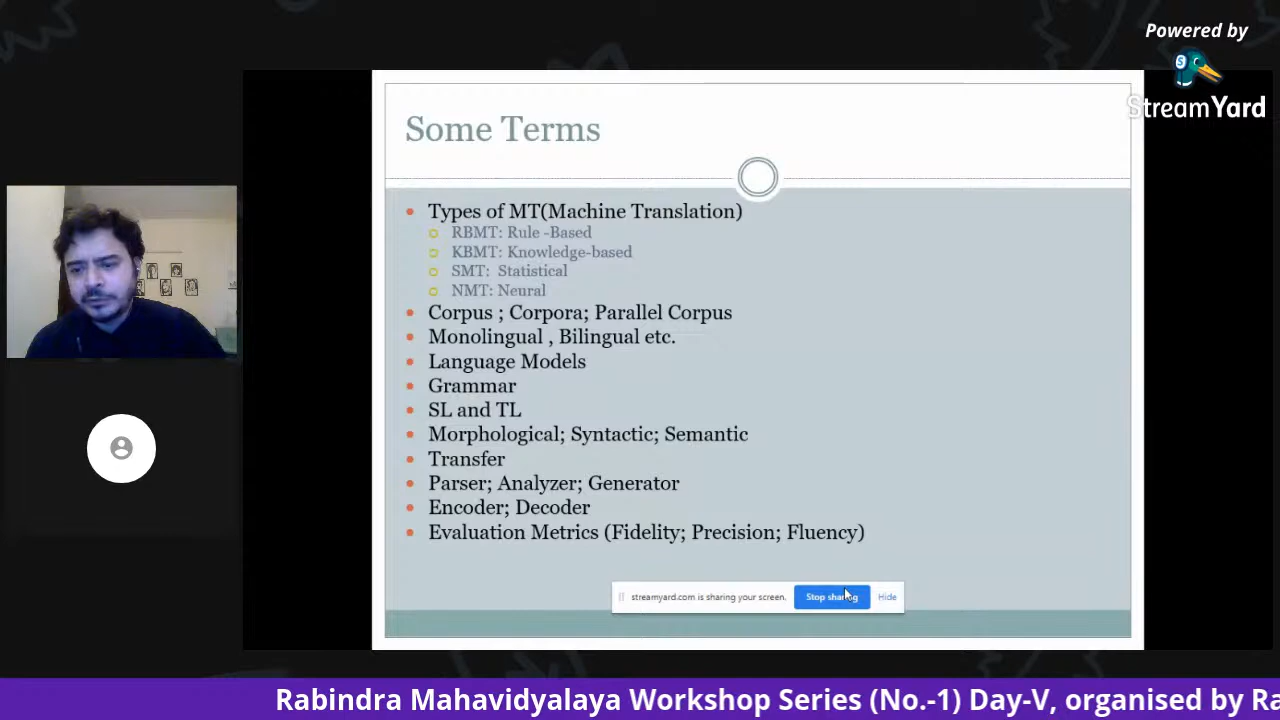 Powered by
StreamYard
Some Terms
Types of MT(Machine Translation)
RBMT: Rule -Based
KBMT: Knowledge-based
SMT: Statistical
NMT: Neural
Corpus ; Corpora; Parallel Corpus
Monolingual , Bilingual etc.
Language Models
Grammar
SL and TL
Morphological; Syntactic; Semantic
Transfer
Parser; Analyzer; Generator
Encoder; Decoder
Evaluation Metrics (Fidelity; Precision; Fluency)
streamyard.com is sharing your screen. Stop sharing Hide
Rabindra Mahavidyalaya Workshop Series (No.-1) Day-V, organised by Ra